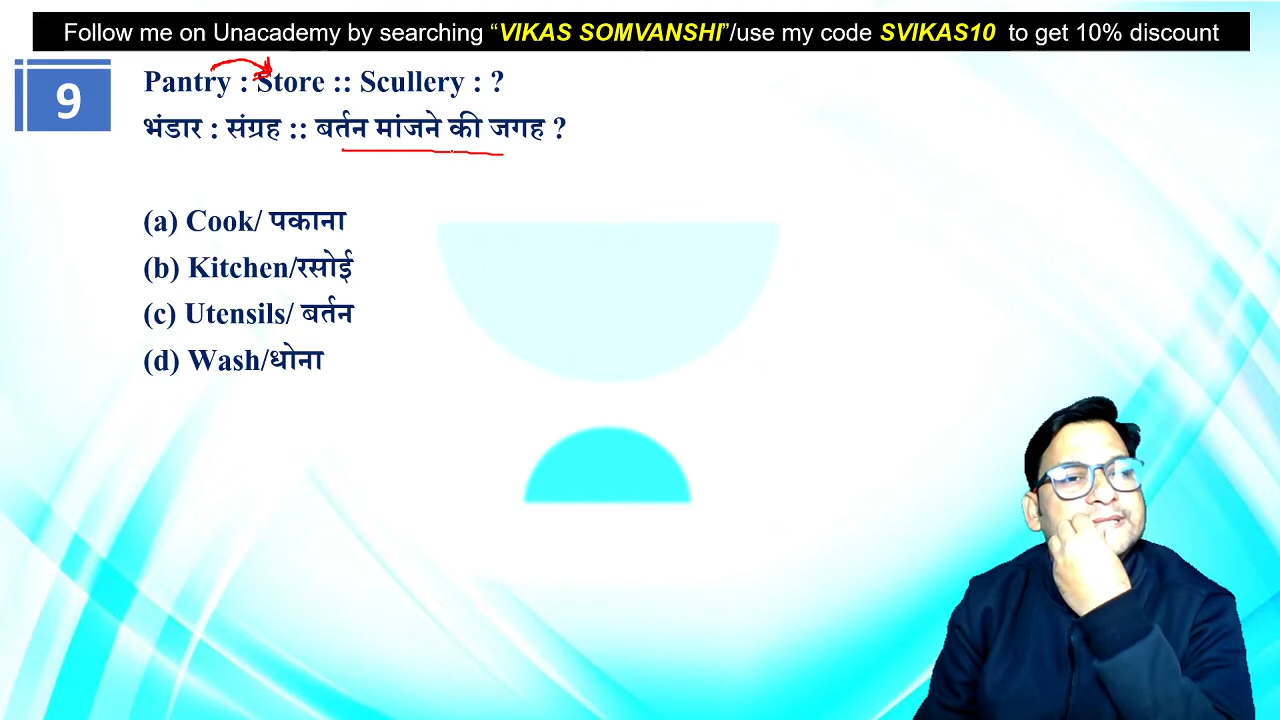 Follow me on Unacademy by searching “VIKAS SOMVANSHI”/use my code SVIKAS10 to get 10% discount
9
Pantry : Store :: Scullery : ?
भंडार : संग्रह :: बर्तन मांजने की जगह ?
(a) Cook/ पकाना
(b) Kitchen/रसोई
(c) Utensils/ बर्तन
(d) Wash/धोना